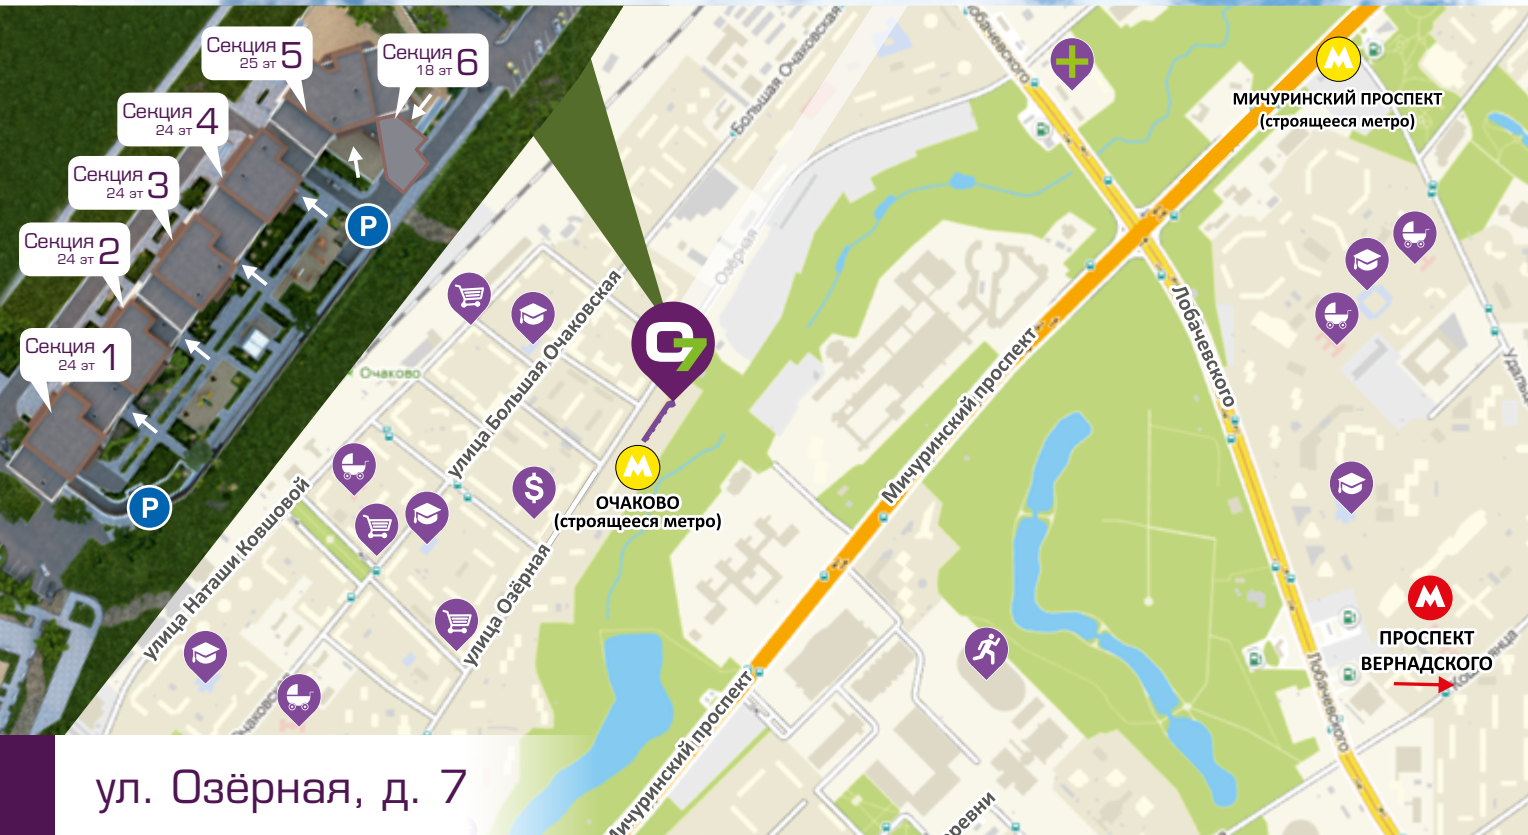 Секция 5
25 эт
Секция 6
18 эт
Секция 4
24 эт
Секция 3
24 эт
Секция 2
24 эт
Секция 1
24 эт
P
P
Большая Очаковская
Лобачевского
М
МИЧУРИНСКИЙ ПРОСПЕКТ
(строящееся метро)
Озёрная
улица Большая Очаковская
О7
Очаково
Мичуринский проспект
Лобачевского
М
ОЧАКОВО
(строящееся метро)
$
улица Наташи Ковшовой
улица Озёрная
М
ПРОСПЕКТ
ВЕРНАДСКОГО
Лобачевского
Мичуринский проспект
ул. Озёрная, д. 7